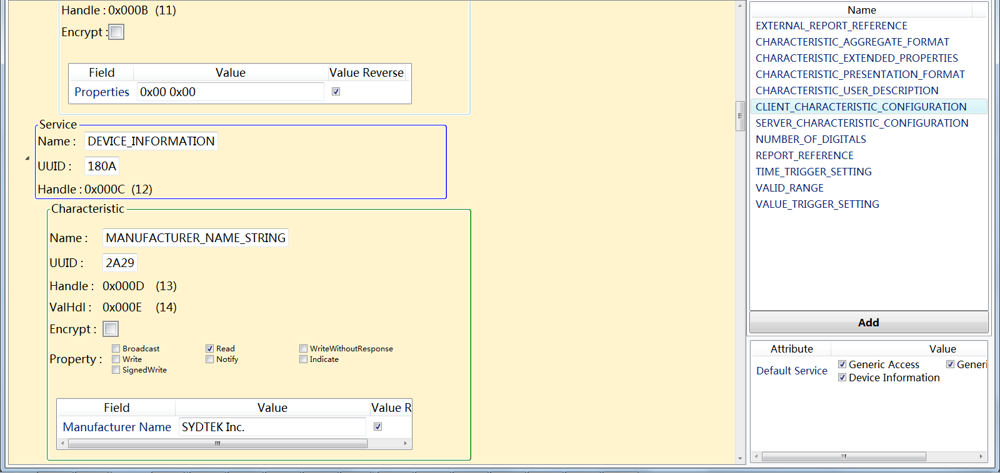 Handle : 0x000B (11)
Encrypt :
Field Value Value Reverse
Properties 0x00 0x00
Service
Name : DEVICE_INFORMATION
UUID : 180A
Handle : 0x000C (12)
Characteristic
Name : MANUFACTURER_NAME_STRING
UUID : 2A29
Handle : 0x000D (13)
ValHdl : 0x000E (14)
Encrypt :
Property :
Broadcast Read WriteWithoutResponse
Write Notify Indicate
SignedWrite
Field Value Value R
Manufacturer Name SYDTEK Inc.
Name
EXTERNAL_REPORT_REFERENCE
CHARACTERISTIC_AGGREGATE_FORMAT
CHARACTERISTIC_EXTENDED_PROPERTIES
CHARACTERISTIC_PRESENTATION_FORMAT
CHARACTERISTIC_USER_DESCRIPTION
CLIENT_CHARACTERISTIC_CONFIGURATION
SERVER_CHARACTERISTIC_CONFIGURATION
NUMBER_OF_DIGITALS
REPORT_REFERENCE
TIME_TRIGGER_SETTING
VALID_RANGE
VALUE_TRIGGER_SETTING
Add
Attribute Value
Default Service
Generic Access Generi
Device Information